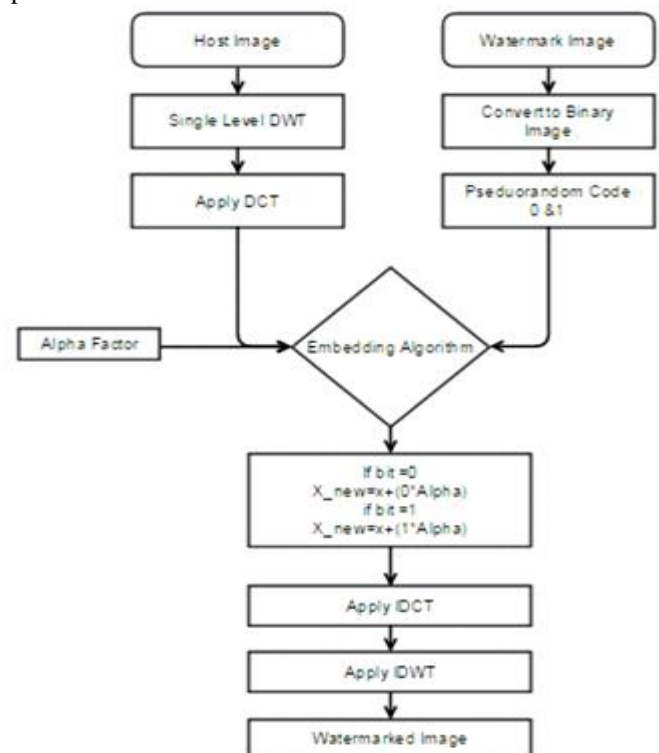 Host Image
Watermark Image
Single Level DWT
Convert to Binary
Image
Apply DCT
Pseduorandom Code
0 &1
Alpha Factor
Embedding Algorithm
If bit =0
X_new=x+(0*Alpha)
if bit =1
X_new=x+(1*Alpha)
Apply IDCT
Apply IDWT
Watermarked Image